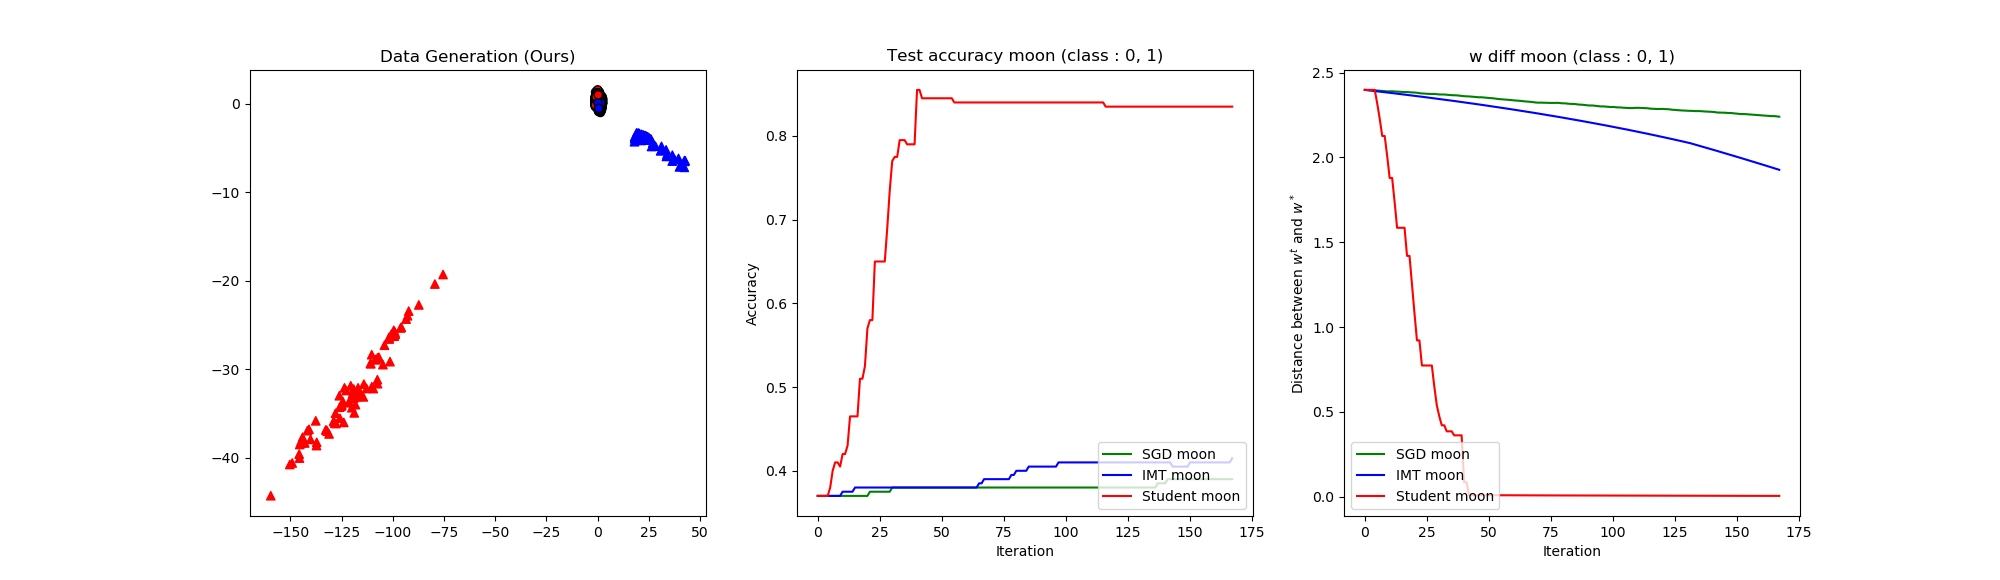 Data Generation (Ours)
0
−10
−20
−30
−40
−150 −125 −100 −75 −50 −25 0 25 50
Test accuracy moon (class : 0, 1)
Accuracy
0.8
0.7
0.6
0.5
0.4
SGD moon
IMT moon
Student moon
0 25 50 75 100 125 150 175
Iteration
w diff moon (class : 0, 1)
Distance between w^t and w^*
2.5
2.0
1.5
1.0
0.5
0.0
SGD moon
IMT moon
Student moon
0 25 50 75 100 125 150 175
Iteration